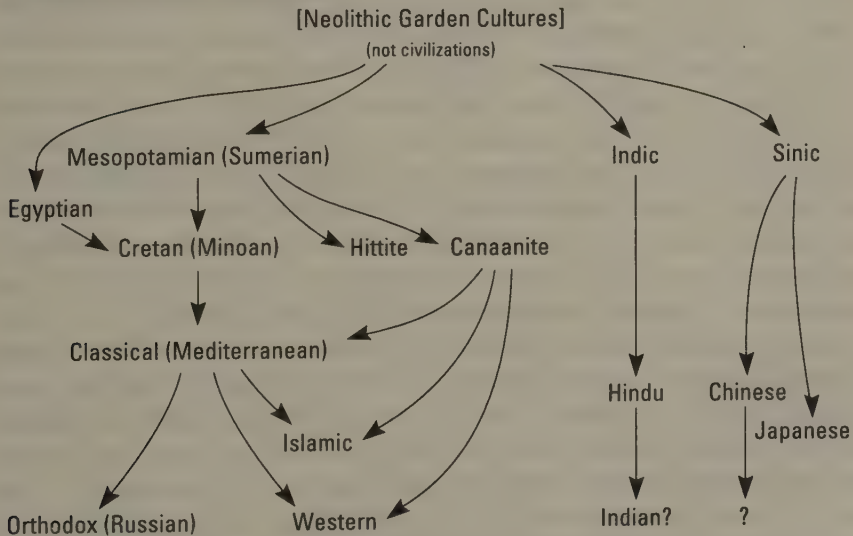 [Neolithic Garden Cultures]
(not civilizations)
Mesopotamian (Sumerian)
Indic
Sinic
Egyptian
Cretan (Minoan)
Hittite
Canaanite
Classical (Mediterranean)
Hindu
Chinese
Japanese
Islamic
Orthodox (Russian)
Western
Indian?
?